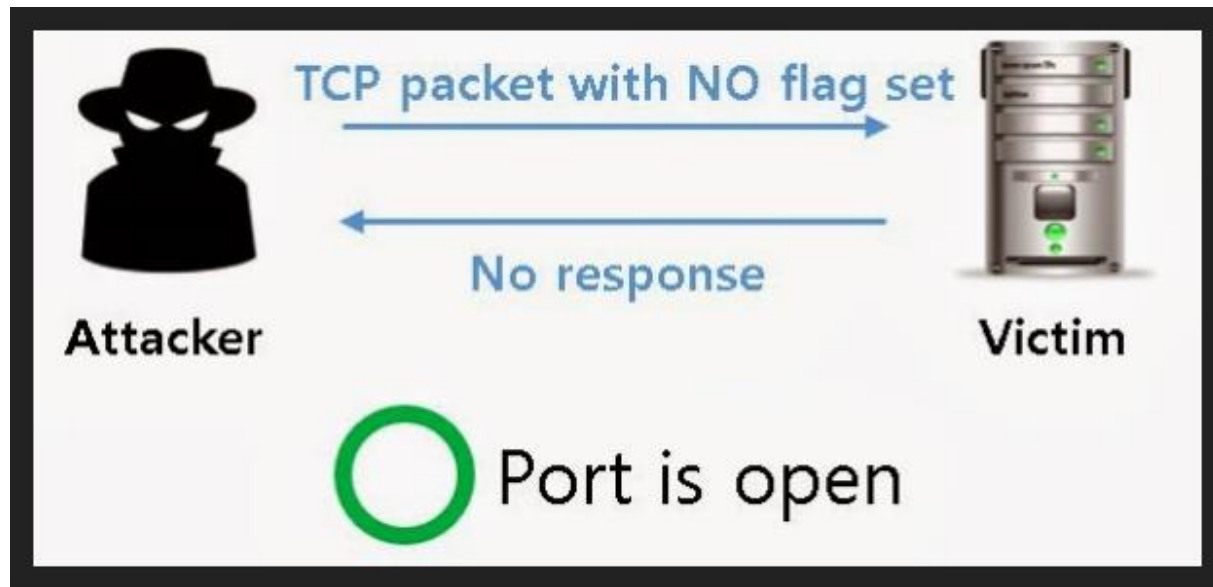 TCP packet with NO flag set
No response
Attacker
Victim
Port is open